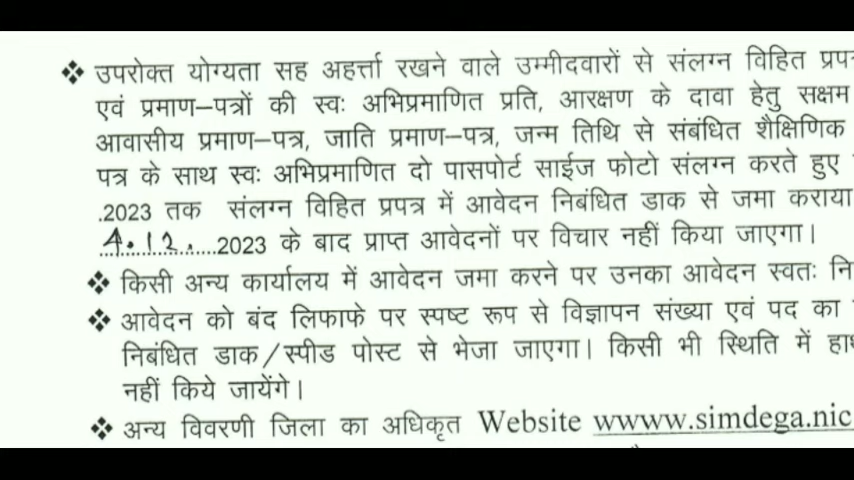 ❖ उपरोक्त योग्यता सह अहर्त्ता रखने वाले उम्मीदवारों से संलग्न विहित प्रपत्र
एवं प्रमाण–पत्रों की स्वः अभिप्रमाणित प्रति, आरक्षण के दावा हेतु सक्षम
आवासीय प्रमाण–पत्र, जाति प्रमाण–पत्र, जन्म तिथि से संबंधित शैक्षिणिक
पत्र के साथ स्वः अभिप्रमाणित दो पासपोर्ट साईज फोटो संलग्न करते हुए
.2023 तक संलग्न विहित प्रपत्र में आवेदन निबंधित डाक से जमा कराया
4.12....2023 के बाद प्राप्त आवेदनों पर विचार नहीं किया जाएगा।
❖ किसी अन्य कार्यालय में आवेदन जमा करने पर उनका आवेदन स्वतः नि
❖ आवेदन को बंद लिफाफे पर स्पष्ट रूप से विज्ञापन संख्या एवं पद का
निबंधित डाक/स्पीड पोस्ट से भेजा जाएगा। किसी भी स्थिति में हाथ
नहीं किये जायेंगे।
❖ अन्य विवरणी जिला का अधिकृत Website wwww.simdega.nic